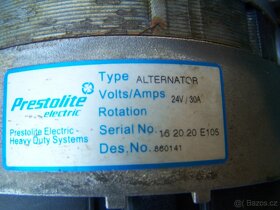 Prestolite
electric
Prestolite Electric -
Heavy Duty Systems
Type ALTERNATOR
Volts/Amps 24V / 30A
Rotation
Serial No. 16 20 20 E105
Des.No. 860141
bazoš.cz